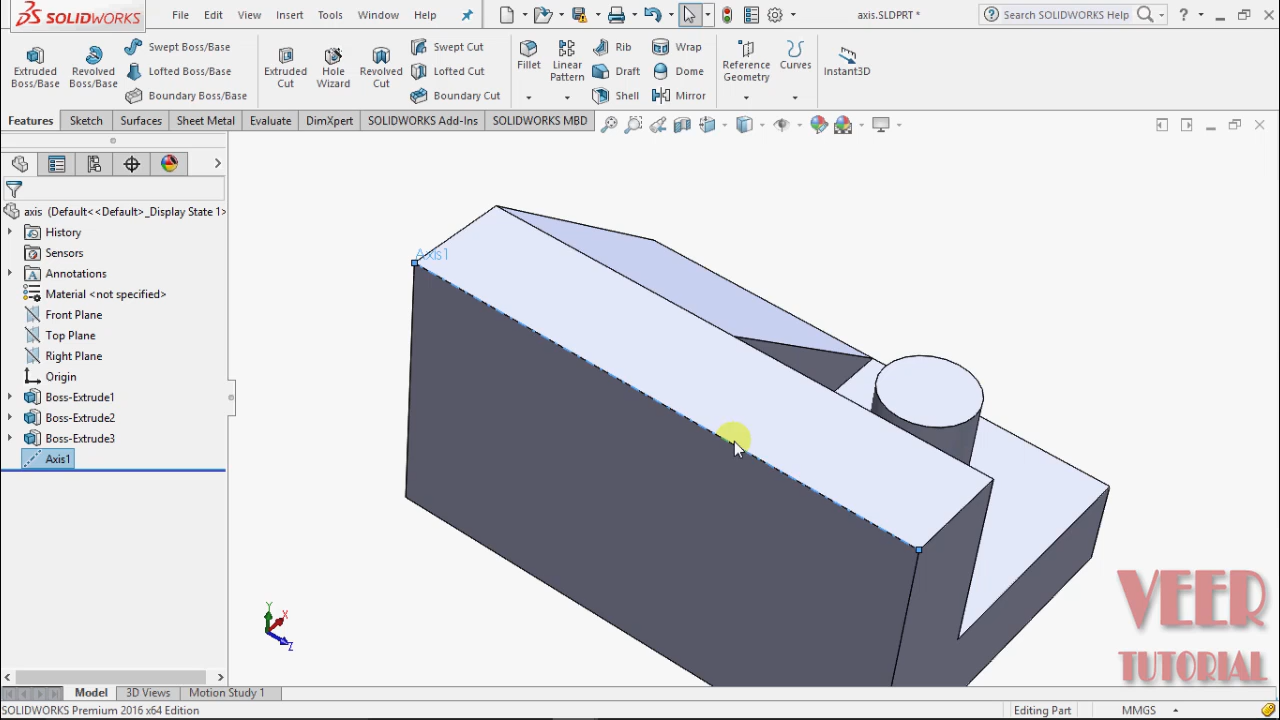 SOLIDWORKS
File Edit View Insert Tools Window Help
axis.SLDPRT *
Search SOLIDWORKS Help
Extruded Boss/Base
Revolved Boss/Base
Swept Boss/Base
Lofted Boss/Base
Boundary Boss/Base
Extruded Cut
Hole Wizard
Revolved Cut
Swept Cut
Lofted Cut
Boundary Cut
Fillet
Linear Pattern
Rib
Draft
Shell
Wrap
Dome
Mirror
Reference Geometry
Curves
Instant3D
Features Sketch Surfaces Sheet Metal Evaluate DimXpert SOLIDWORKS Add-Ins SOLIDWORKS MBD
axis (Default<<Default>_Display State 1>
History
Sensors
Annotations
Material <not specified>
Front Plane
Top Plane
Right Plane
Origin
Boss-Extrude1
Boss-Extrude2
Boss-Extrude3
Axis1
Axis1
Y
X
Z
VEER
TUTORIAL
Model 3D Views Motion Study 1
SOLIDWORKS Premium 2016 x64 Edition
Editing Part
MMGS